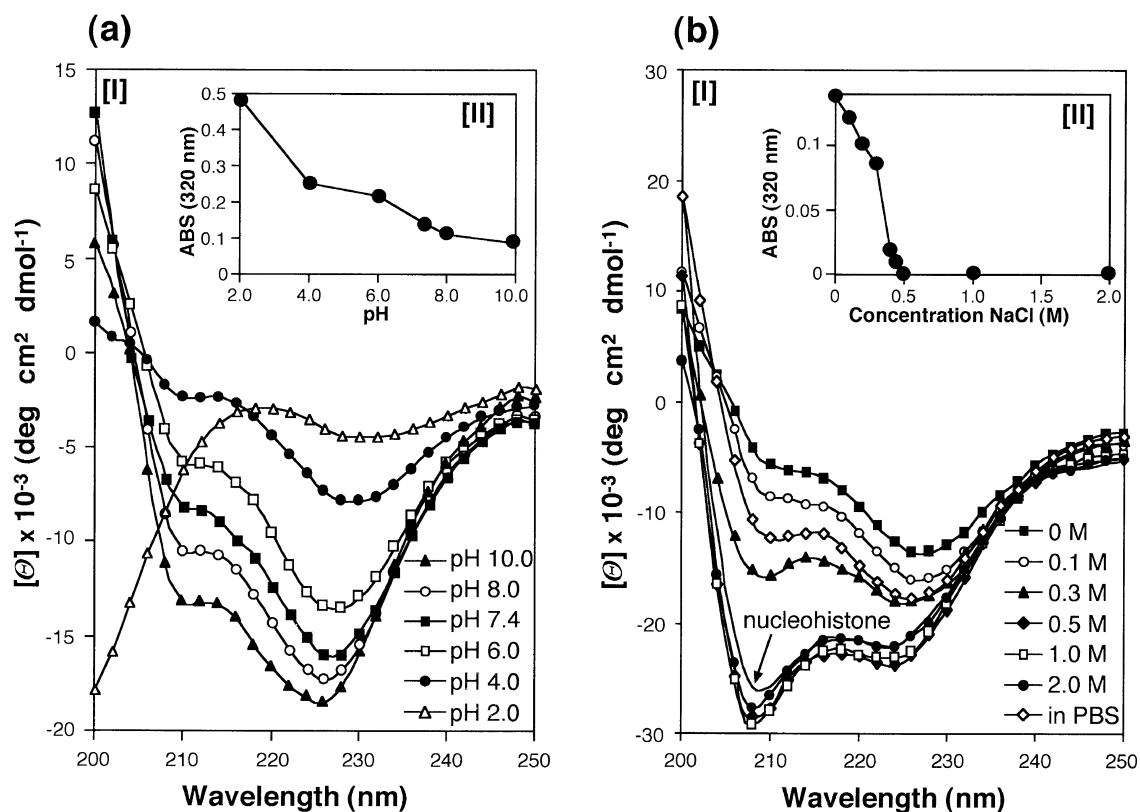 (a)
[I]
[II]
15
10
5
0
-5
-10
-15
-20
[Θ] x 10⁻³ (deg cm² dmol⁻¹)
0.5
0.4
0.3
0.2
0.1
0
ABS (320 nm)
2.0 4.0 6.0 8.0 10.0
pH
pH 10.0
pH 8.0
pH 7.4
pH 6.0
pH 4.0
pH 2.0
200 210 220 230 240 250
Wavelength (nm)
(b)
[I]
[II]
30
20
10
0
-10
-20
-30
[Θ] x 10⁻³ (deg cm² dmol⁻¹)
0.1
0.05
0
ABS (320 nm)
0 0.5 1.0 1.5 2.0
Concentration NaCl (M)
nucleohistone
0 M
0.1 M
0.3 M
0.5 M
1.0 M
2.0 M
in PBS
200 210 220 230 240 250
Wavelength (nm)